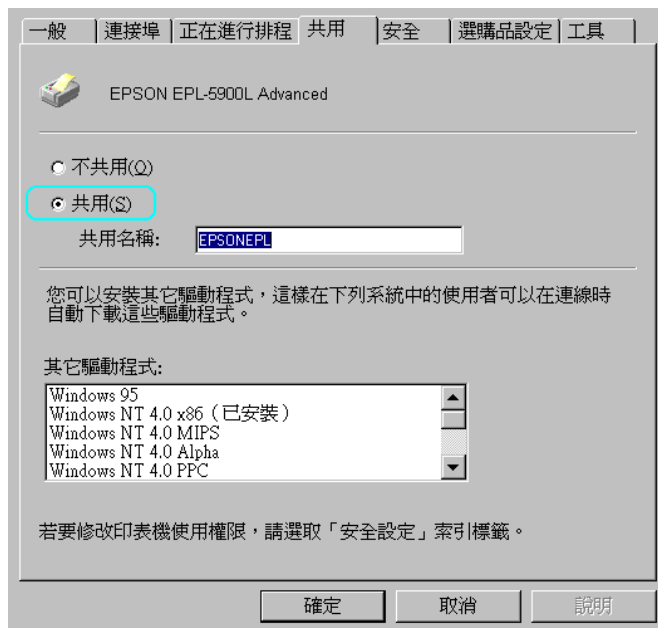 一般 連接埠 正在進行排程 共用 安全 選購品設定 工具
EPSON EPL-5900L Advanced
不共用(O)
共用(S)
共用名稱: EPSONEPL
您可以安裝其它驅動程式，這樣在下列系統中的使用者可以在連線時
自動下載這些驅動程式。
其它驅動程式:
Windows 95
Windows NT 4.0 x86（已安裝）
Windows NT 4.0 MIPS
Windows NT 4.0 Alpha
Windows NT 4.0 PPC
若要修改印表機使用權限，請選取「安全設定」索引標籤。
確定 取消 說明